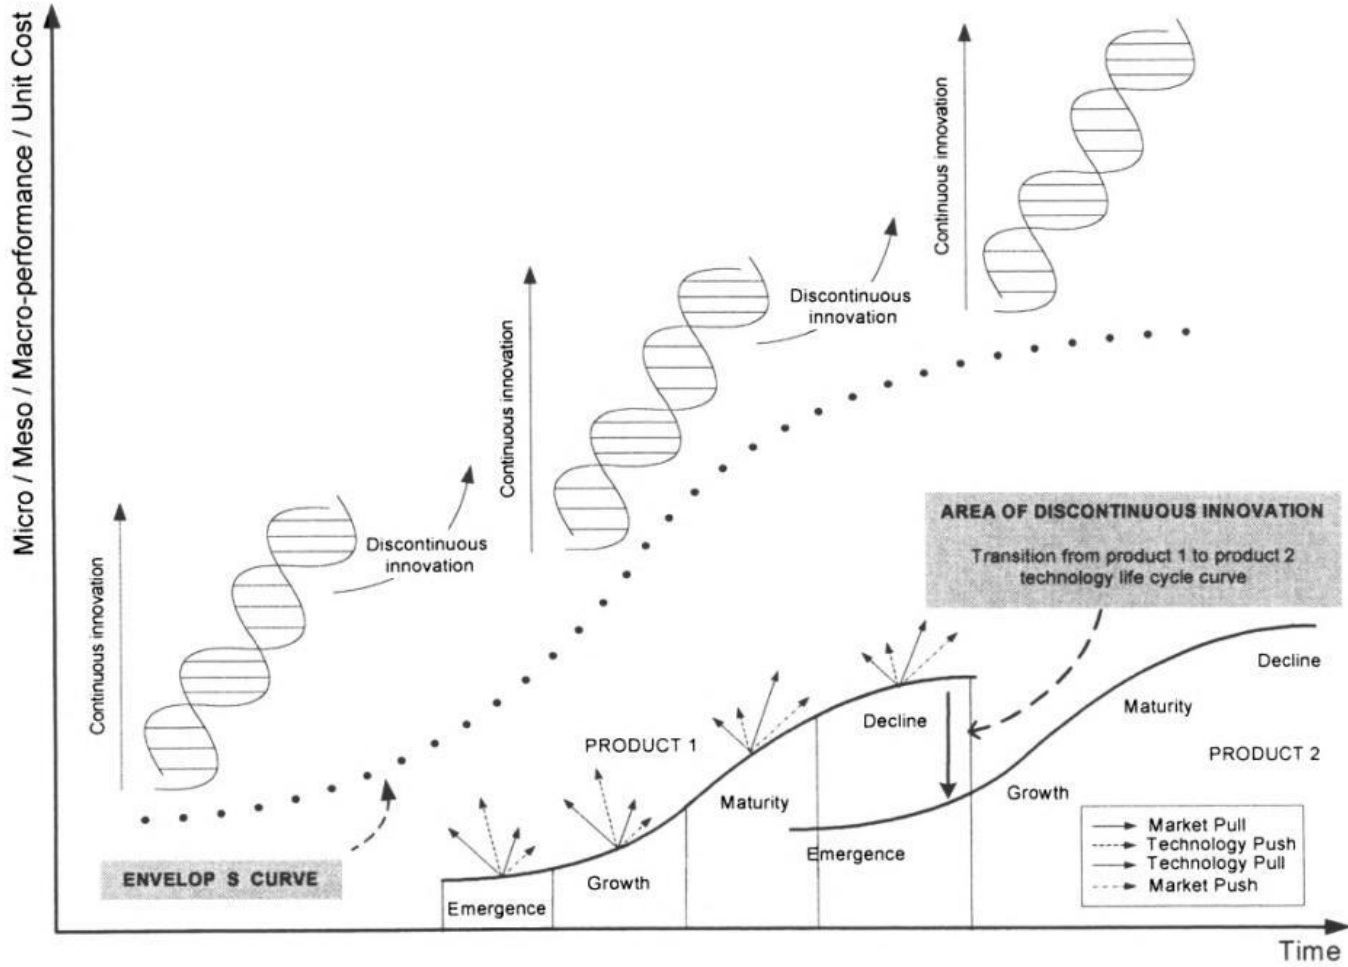 Micro / Meso / Macro-performance / Unit Cost
Continuous innovation
Discontinuous
innovation
Continuous innovation
Discontinuous
innovation
Continuous innovation
AREA OF DISCONTINUOUS INNOVATION
Transition from product 1 to product 2
technology life cycle curve
ENVELOP S CURVE
PRODUCT 1
Emergence
Growth
Maturity
Decline
PRODUCT 2
Emergence
Growth
Maturity
Decline
Market Pull
Technology Push
Technology Pull
Market Push
Time